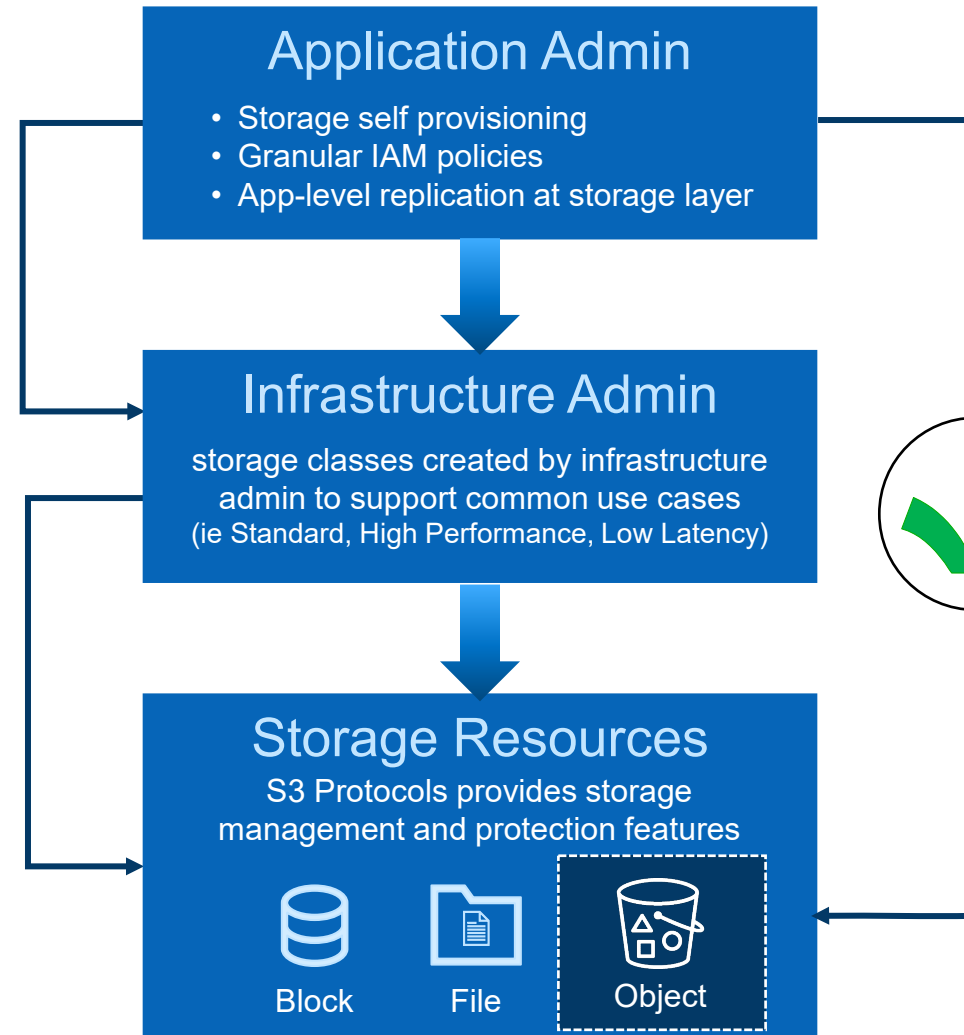 Application Admin
• Storage self provisioning
• Granular IAM policies
• App-level replication at storage layer
Infrastructure Admin
storage classes created by infrastructure
admin to support common use cases
(ie Standard, High Performance, Low Latency)
Storage Resources
S3 Protocols provides storage
management and protection features
Block
File
Object